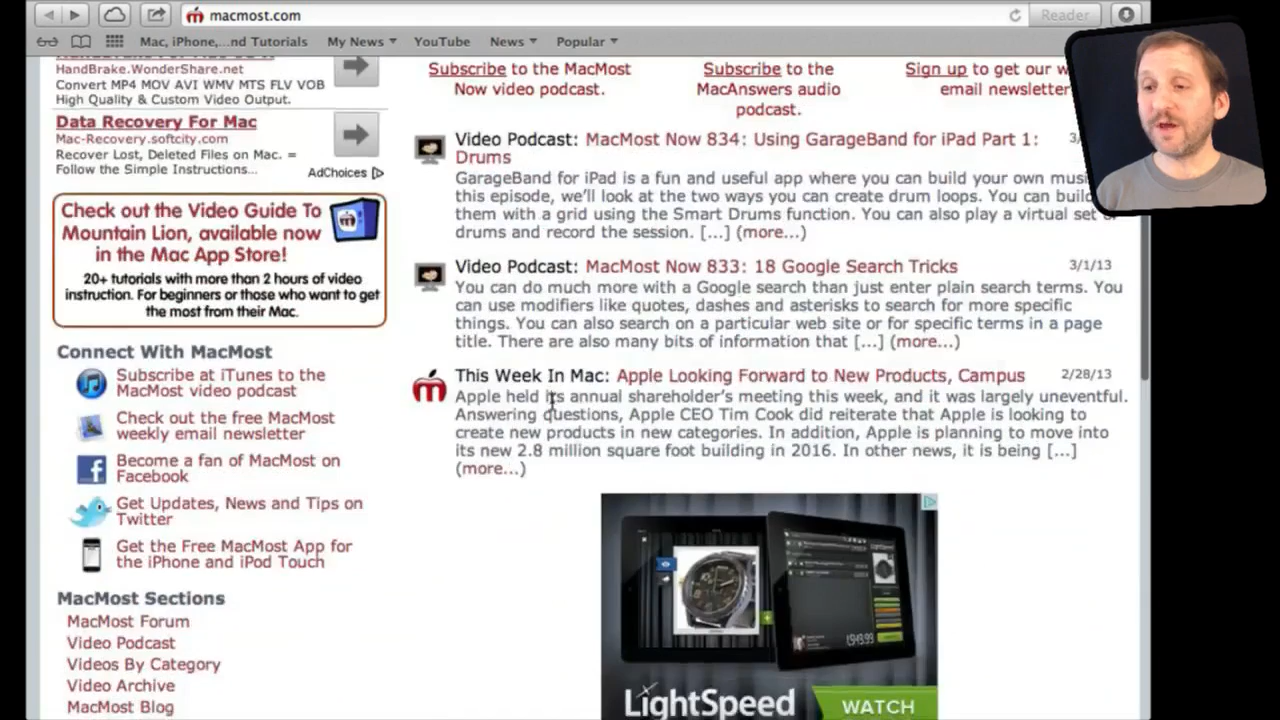 macmost.com
Reader
Mac, iPhone,...nd Tutorials
My News
YouTube
News
Popular
HandBrake.WonderShare.net
Convert MP4 MOV AVI WMV MTS FLV VOB
High Quality & Custom Video Output.
Data Recovery For Mac
Mac-Recovery.softcity.com
Recover Lost, Deleted Files on Mac. =
Follow the Simple Instructions...
AdChoices
Check out the Video Guide To
Mountain Lion, available now
in the Mac App Store!
20+ tutorials with more than 2 hours of video
instruction. For beginners or those who want to get
the most from their Mac.
Connect With MacMost
Subscribe at iTunes to the
MacMost video podcast
Check out the free MacMost
weekly email newsletter
Become a fan of MacMost on
Facebook
Get Updates, News and Tips on
Twitter
Get the Free MacMost App for
the iPhone and iPod Touch
MacMost Sections
MacMost Forum
Video Podcast
Videos By Category
Video Archive
MacMost Blog
Subscribe to the MacMost
Now video podcast.
Subscribe to the
MacAnswers audio
podcast.
Sign up to get our w
email newsletter
Video Podcast: MacMost Now 834: Using GarageBand for iPad Part 1:
Drums
GarageBand for iPad is a fun and useful app where you can build your own musi
this episode, we'll look at the two ways you can create drum loops. You can buil
them with a grid using the Smart Drums function. You can also play a virtual set o
drums and record the session. [...] (more...)
Video Podcast: MacMost Now 833: 18 Google Search Tricks
3/1/13
You can do much more with a Google search than just enter plain search terms. You
can use modifiers like quotes, dashes and asterisks to search for more specific
things. You can also search on a particular web site or for specific terms in a page
title. There are also many bits of information that [...] (more...)
This Week In Mac: Apple Looking Forward to New Products, Campus
2/28/13
Apple held its annual shareholder's meeting this week, and it was largely uneventful.
Answering questions, Apple CEO Tim Cook did reiterate that Apple is looking to
create new products in new categories. In addition, Apple is planning to move into
its new 2.8 million square foot building in 2016. In other news, it is being [...]
(more...)
LightSpeed
WATCH